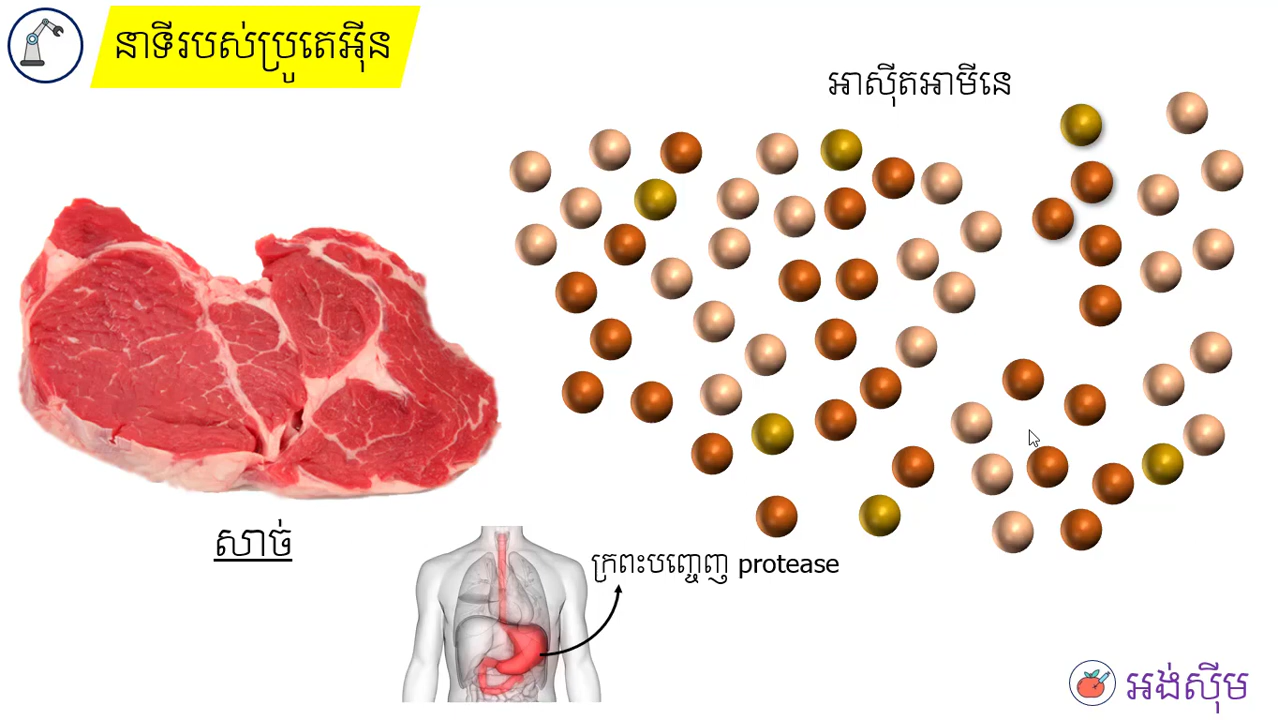 នាទីរបស់ប្រូតេអ៊ីន
អាស៊ីតអាមីនេ
សាច់
ក្រពះបញ្ចេញ protease
អង់ស៊ីម